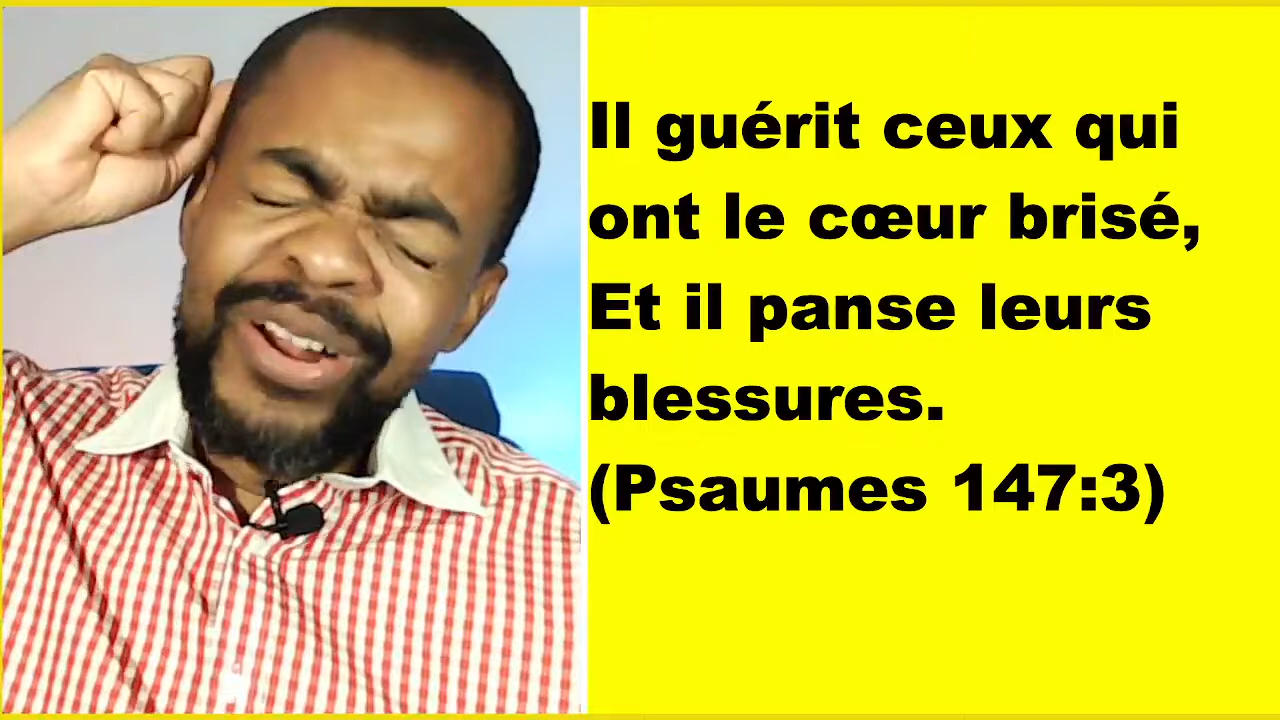 Il guérit ceux qui
ont le cœur brisé,
Et il panse leurs
blessures.
(Psaumes 147:3)